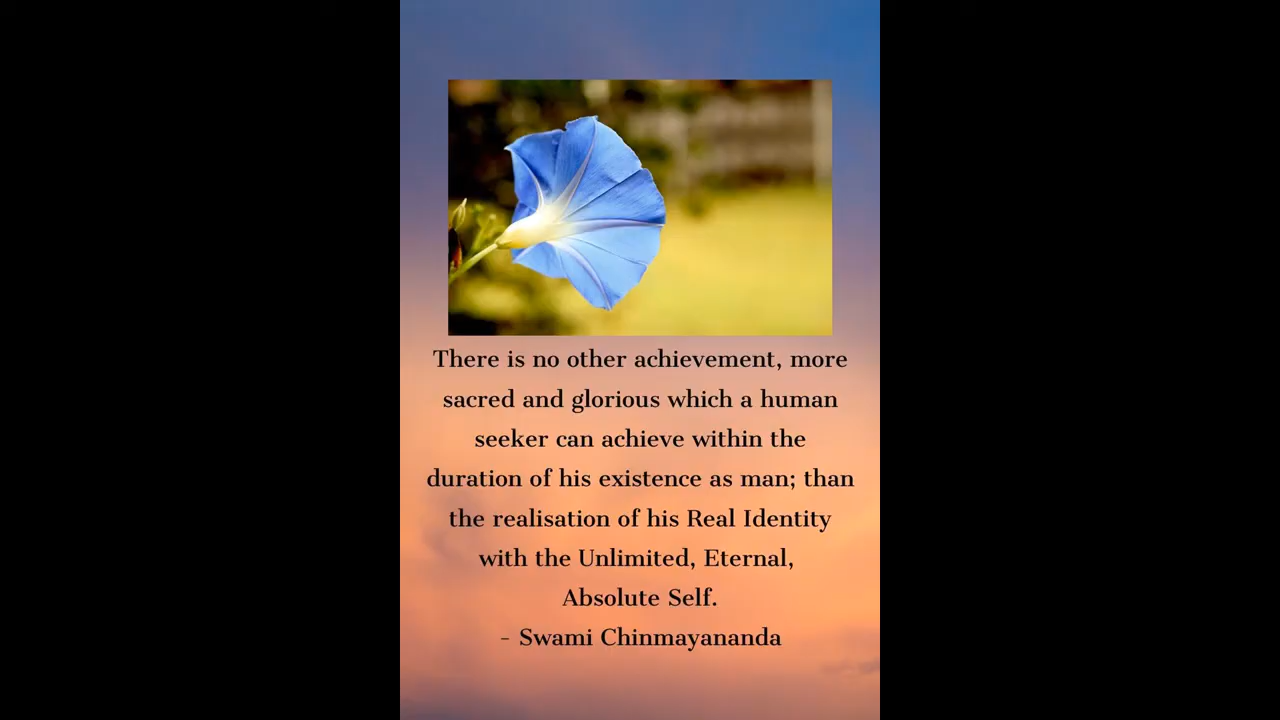 There is no other achievement, more
sacred and glorious which a human
seeker can achieve within the
duration of his existence as man; than
the realisation of his Real Identity
with the Unlimited, Eternal,
Absolute Self.
- Swami Chinmayananda